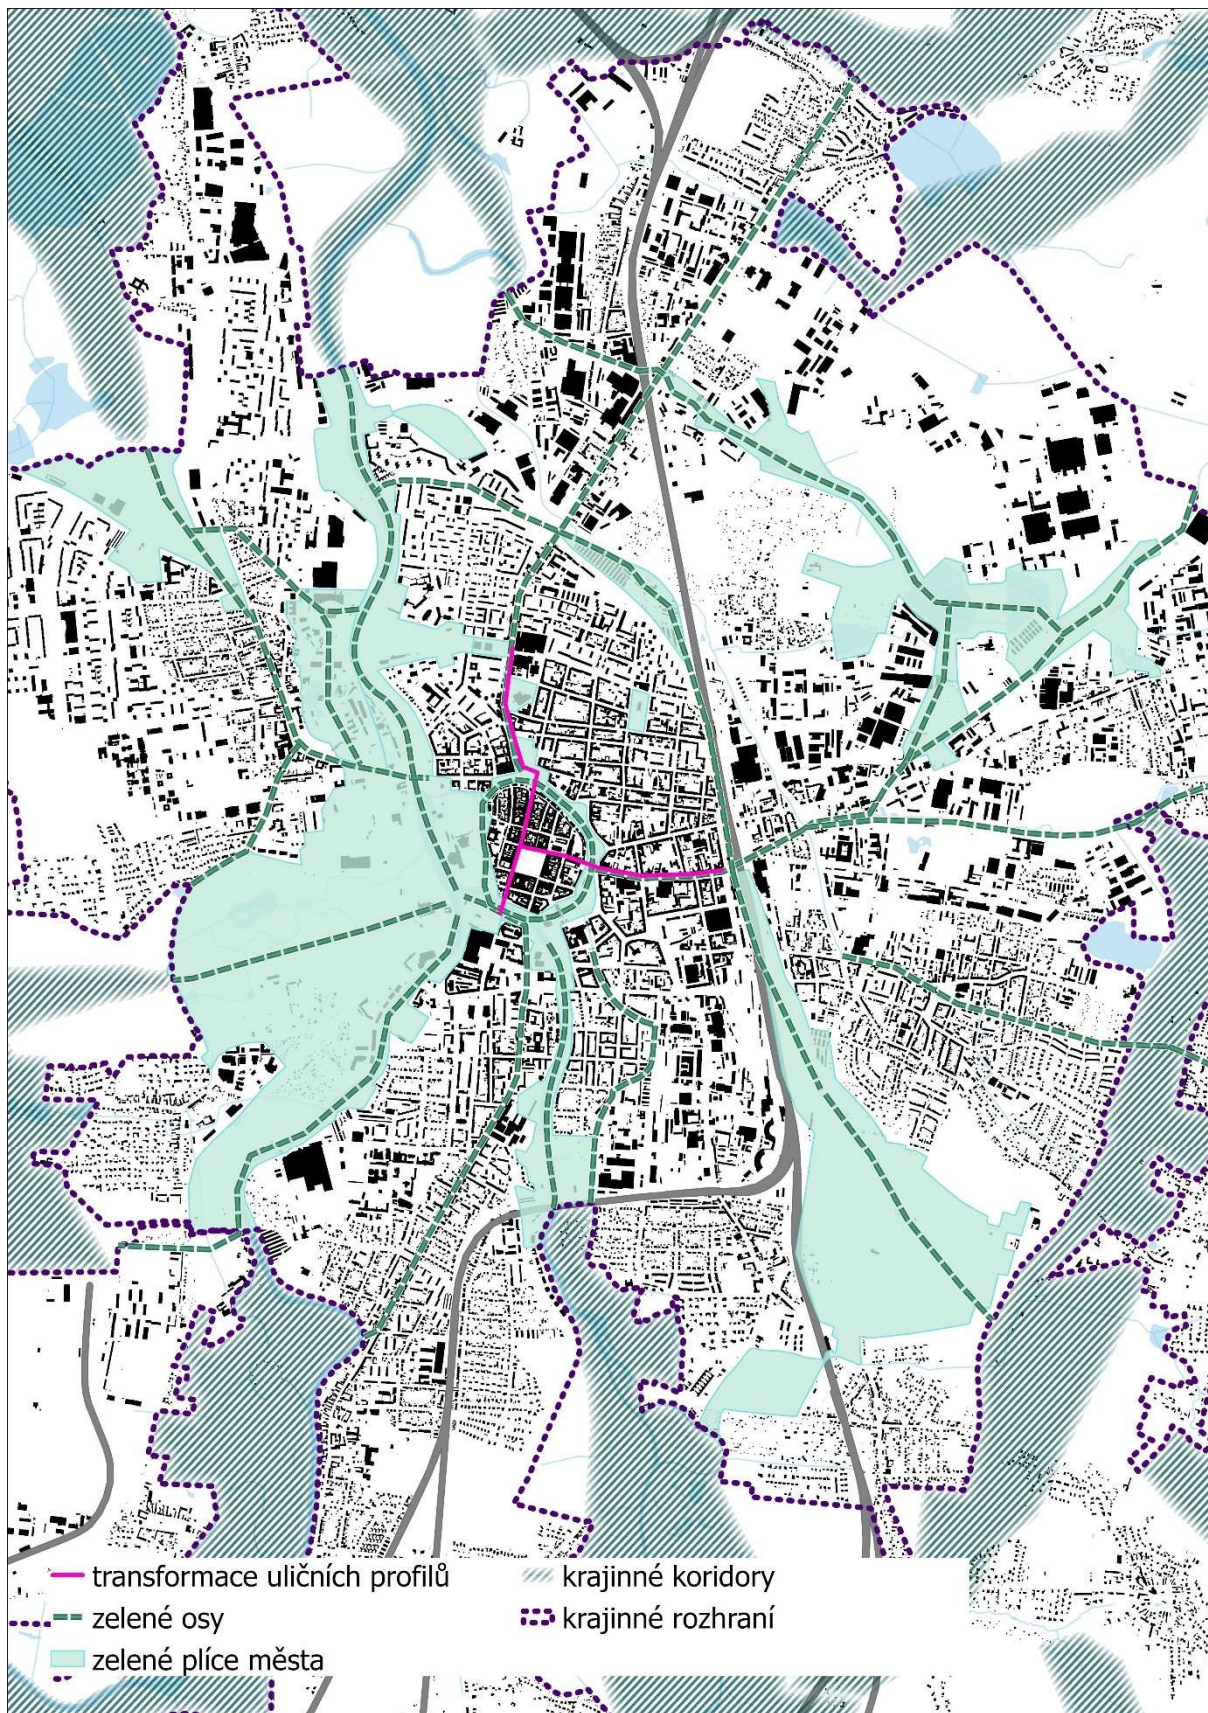 transformace uličních profilů
zelené osy
zelené plíce města
krajinné koridory
krajinné rozhraní